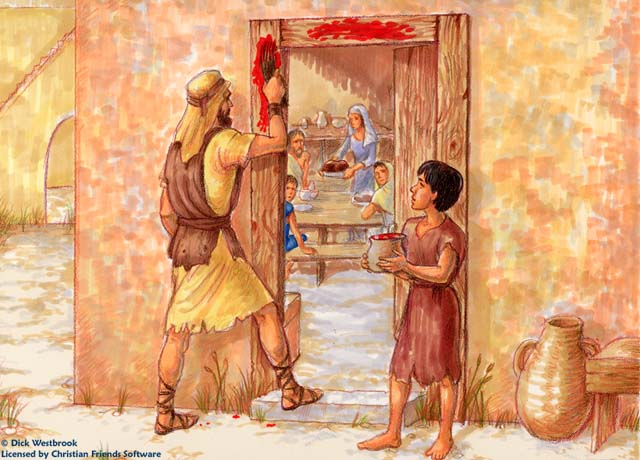 © Dick Westbrook
Licensed by Christian Friends Software